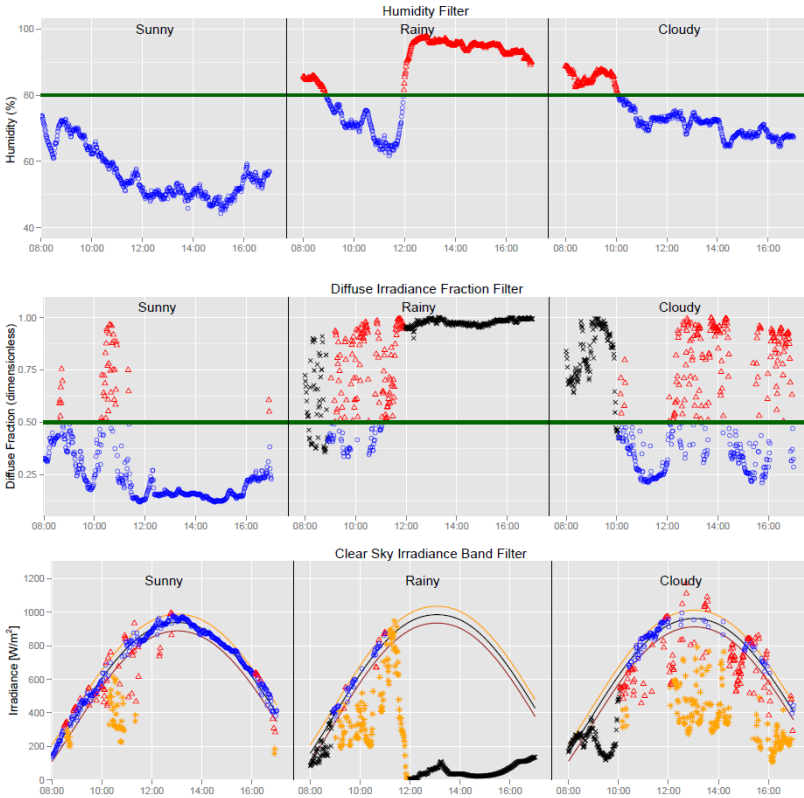 Humidity Filter
Sunny Rainy Cloudy
Humidity (%)
100
80
60
40
08:00 10:00 12:00 14:00 16:00 08:00 10:00 12:00 14:00 16:00 08:00 10:00 12:00 14:00 16:00
Diffuse Irradiance Fraction Filter
Sunny Rainy Cloudy
Diffuse Fraction (dimensionless)
1.00
0.75
0.50
0.25
08:00 10:00 12:00 14:00 16:00 08:00 10:00 12:00 14:00 16:00 08:00 10:00 12:00 14:00 16:00
Clear Sky Irradiance Band Filter
Sunny Rainy Cloudy
Irradiance [W/m²]
1200
1000
800
600
400
200
0
08:00 10:00 12:00 14:00 16:00 08:00 10:00 12:00 14:00 16:00 08:00 10:00 12:00 14:00 16:00